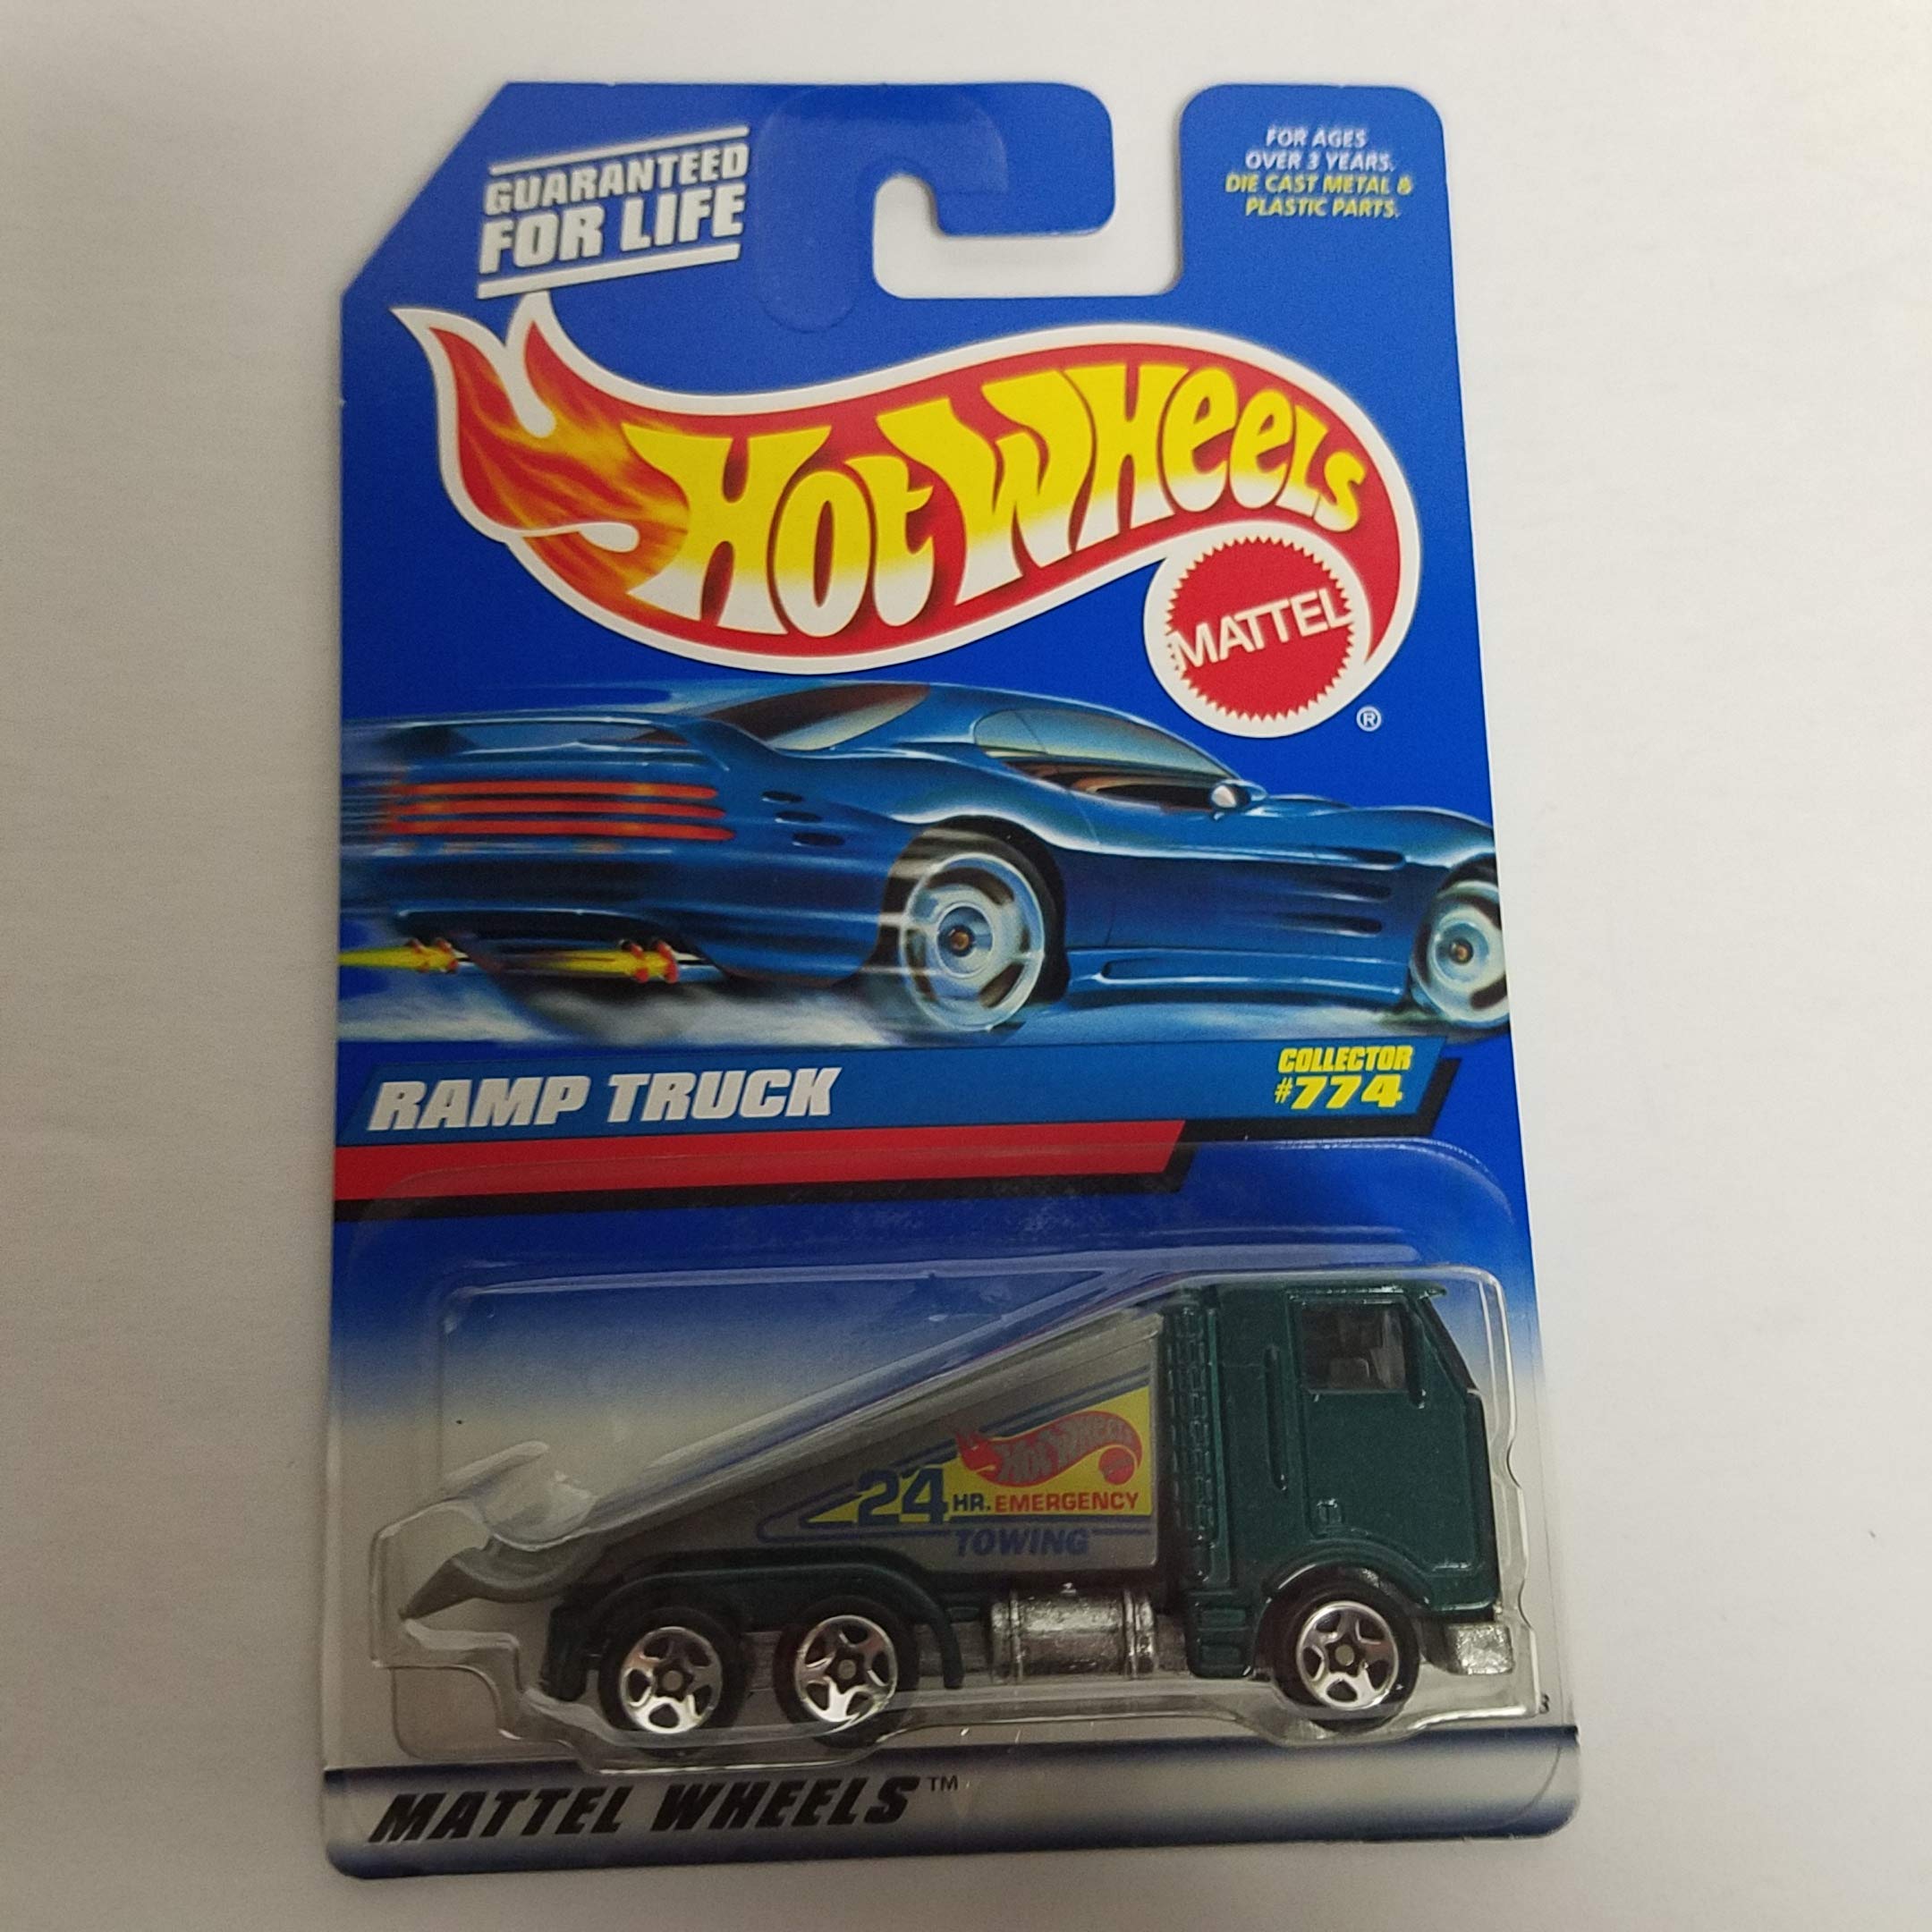 GUARANTEED
FOR LIFE
FOR AGES
OVER 3 YEARS.
DIE CAST METAL &
PLASTIC PARTS.
Hot Wheels
MATTEL
®
RAMP TRUCK
COLLECTOR
#774
Hot Wheels
24 HR. EMERGENCY
TOWING
MATTEL WHEELS™